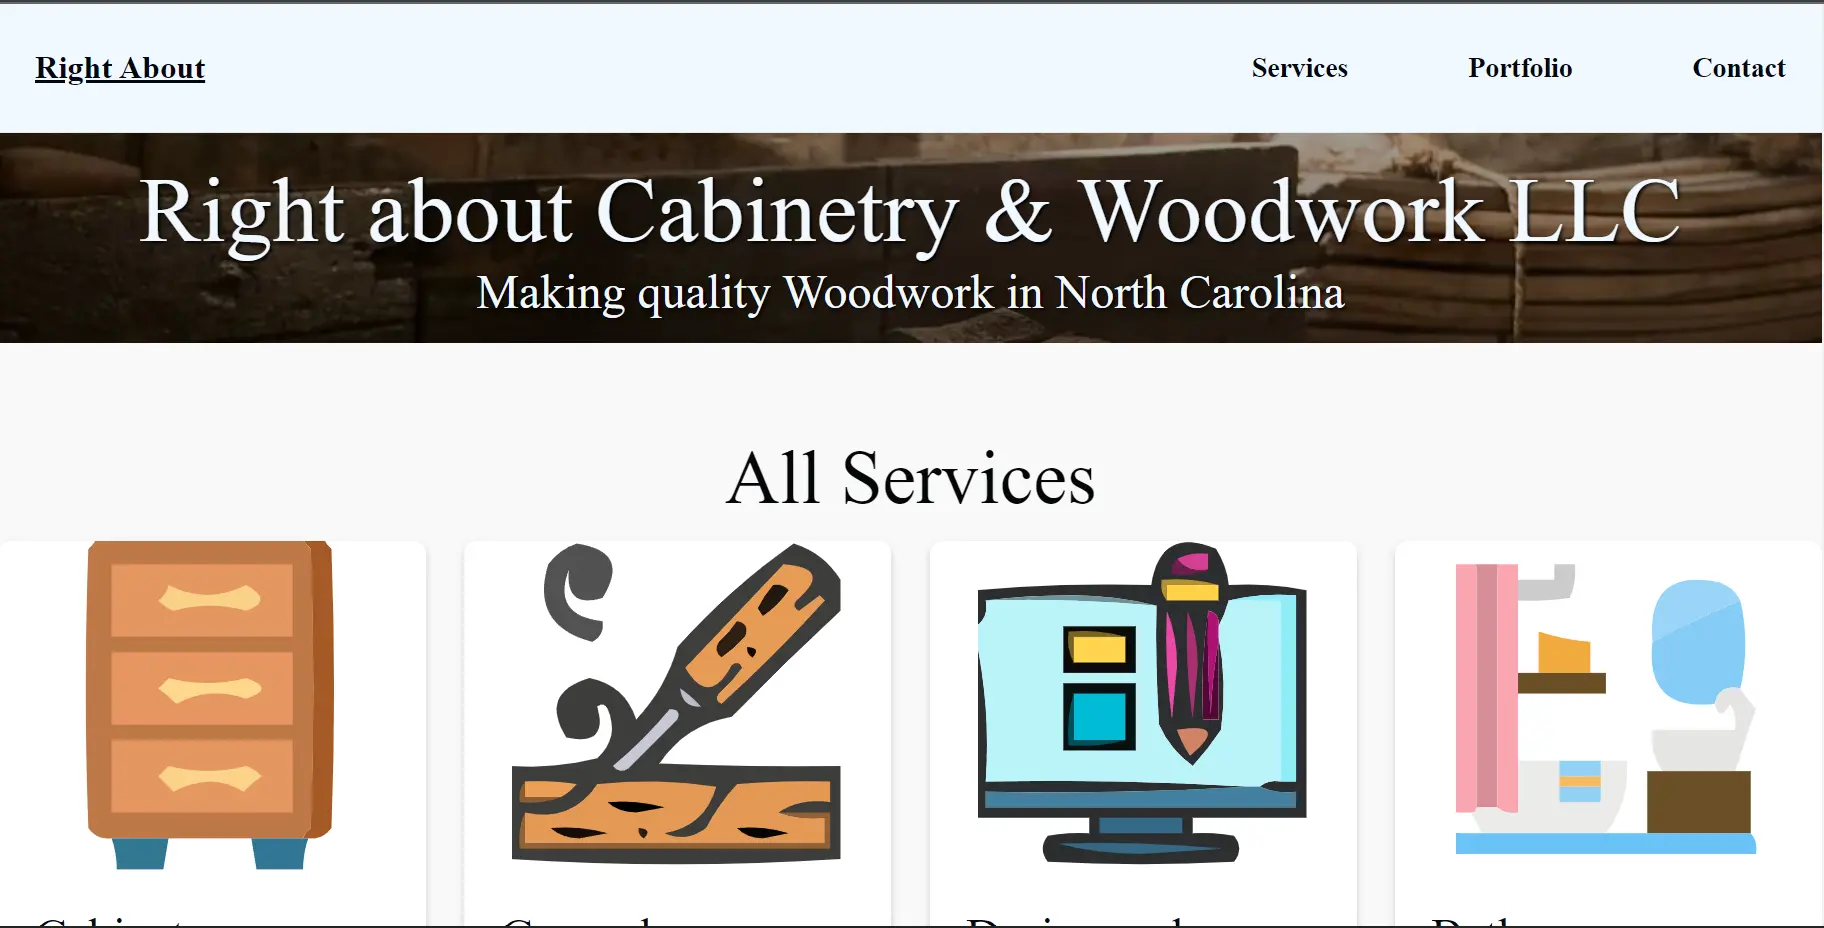 Right About
Services Portfolio Contact
Right about Cabinetry & Woodwork LLC
Making quality Woodwork in North Carolina
All Services